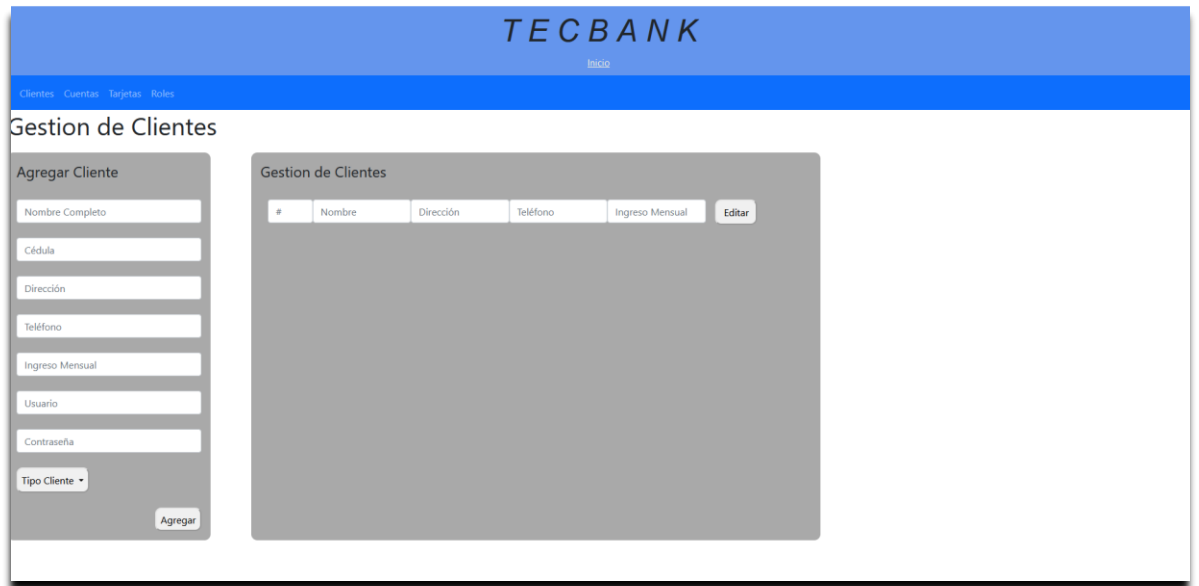 TECBANK
Inicio
Clientes Cuentas Tarjetas Roles
Gestion de Clientes
Agregar Cliente
Nombre Completo
Cédula
Dirección
Teléfono
Ingreso Mensual
Usuario
Contraseña
Tipo Cliente
Agregar
Gestion de Clientes
# Nombre Dirección Teléfono Ingreso Mensual Editar